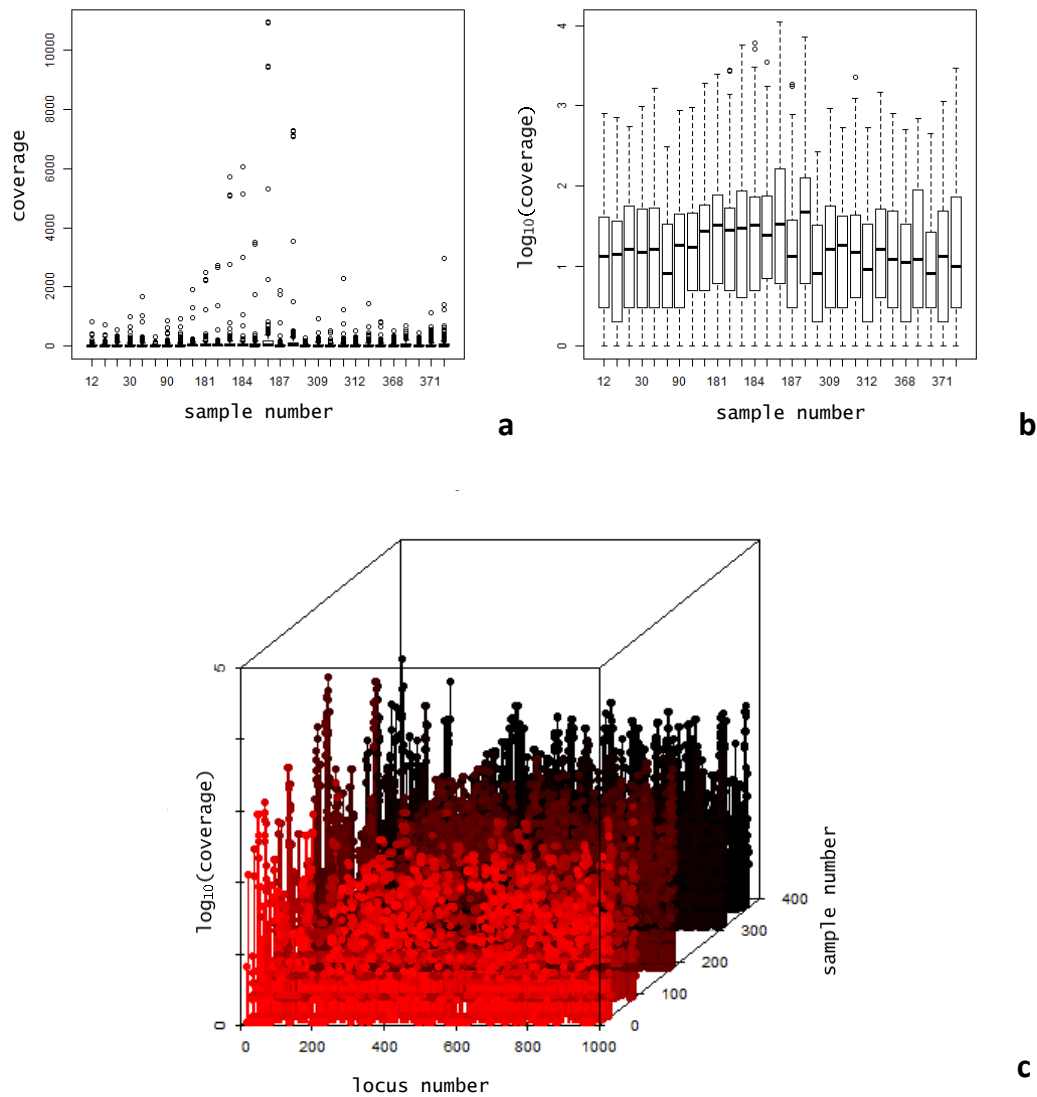 coverage
0
2000
4000
6000
8000
10000
12 30 90 181 184 187 309 312 368 371
sample number
a
log10(coverage)
0
1
2
3
4
12 30 90 181 184 187 309 312 368 371
sample number
b
log10(coverage)
5
0
0 200 400 600 800 1000
locus number
0
100
200
300
400
sample number
c